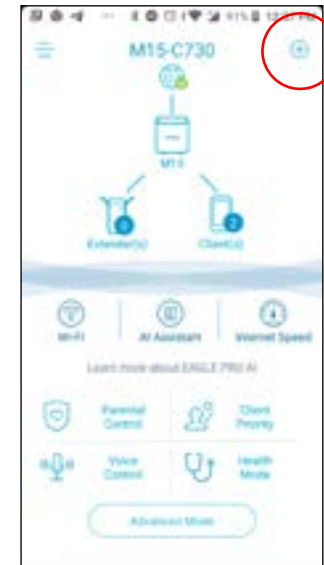 M15-C730
M15
Extender(s)
Client(s)
2
Wi-Fi
AI Assistant
Internet Speed
Learn more about EAGLE PRO AI
Parental Control
Client Priority
Voice Control
Health Mode
Advanced Mode